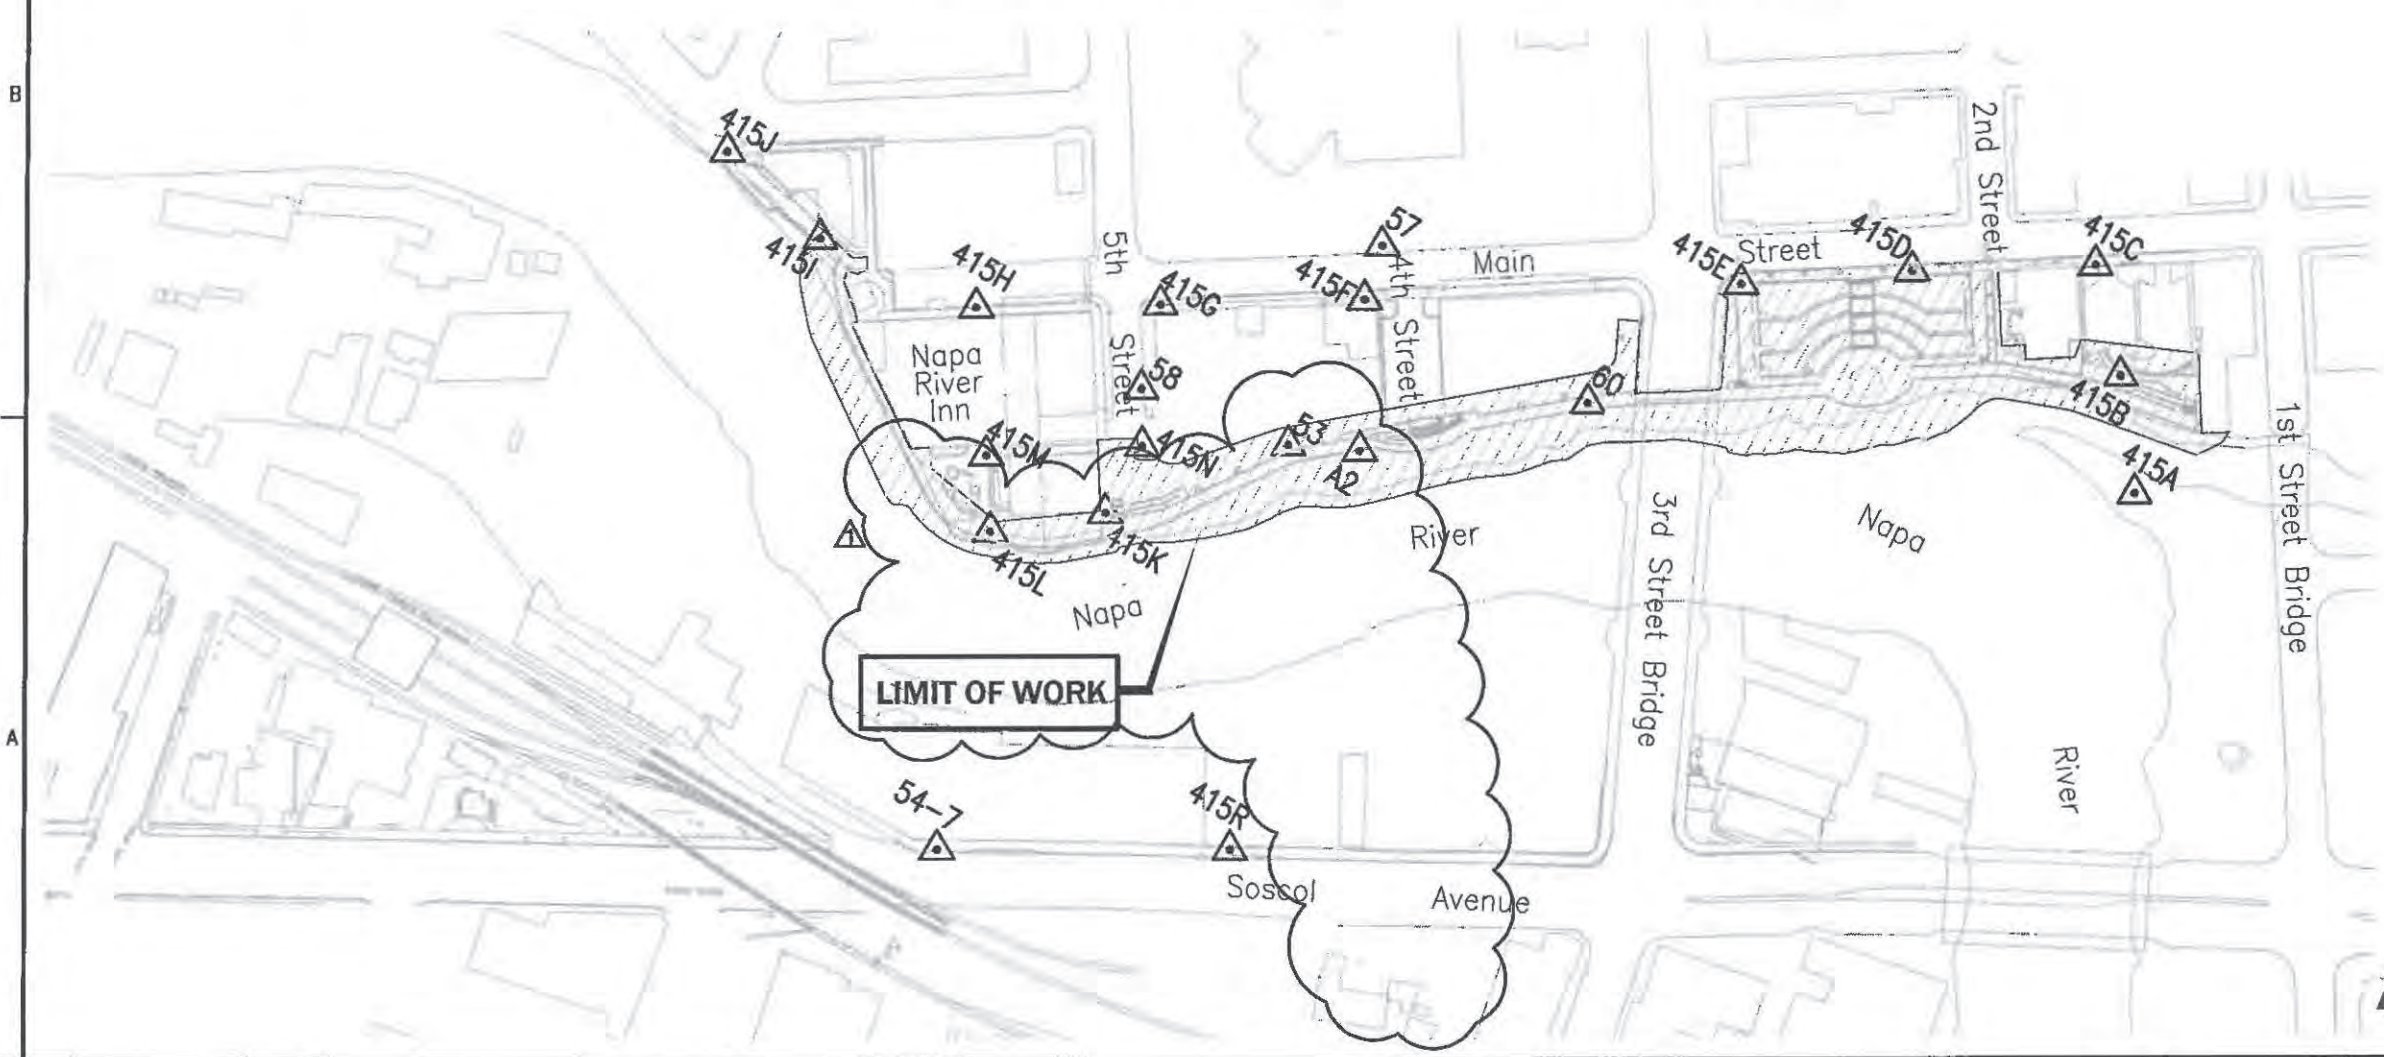 B
415J
2nd Street
57
415I
415H
5th
415G
415F
4th
Main
415E
Street
415D
415C
Napa
River
Inn
Street
58
Street
60
415B
415M
415N
53
A2
1st Street Bridge
415A
1
415L
415K
River
3rd Street Bridge
Napa
Napa
LIMIT OF WORK
A
River
54-7
415R
Soscol
Avenue